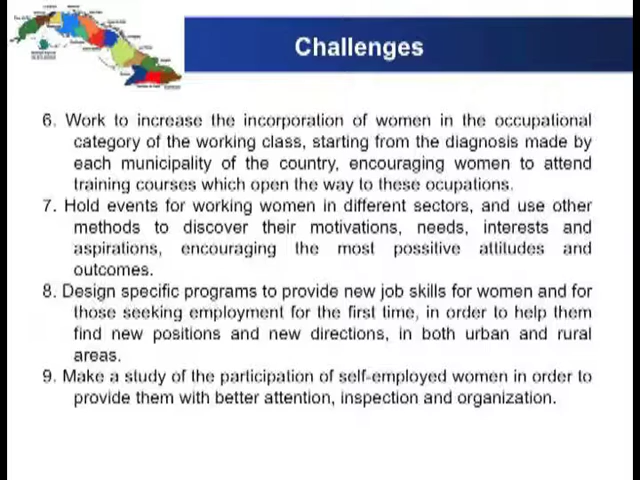 Challenges
6. Work to increase the incorporation of women in the occupational
category of the working class, starting from the diagnosis made by
each municipality of the country, encouraging women to attend
training courses which open the way to these ocupations.
7. Hold events for working women in different sectors, and use other
methods to discover their motivations, needs, interests and
aspirations, encouraging the most possitive attitudes and
outcomes.
8. Design specific programs to provide new job skills for women and for
those seeking employment for the first time, in order to help them
find new positions and new directions, in both urban and rural
areas.
9. Make a study of the participation of self-employed women in order to
provide them with better attention, inspection and organization.